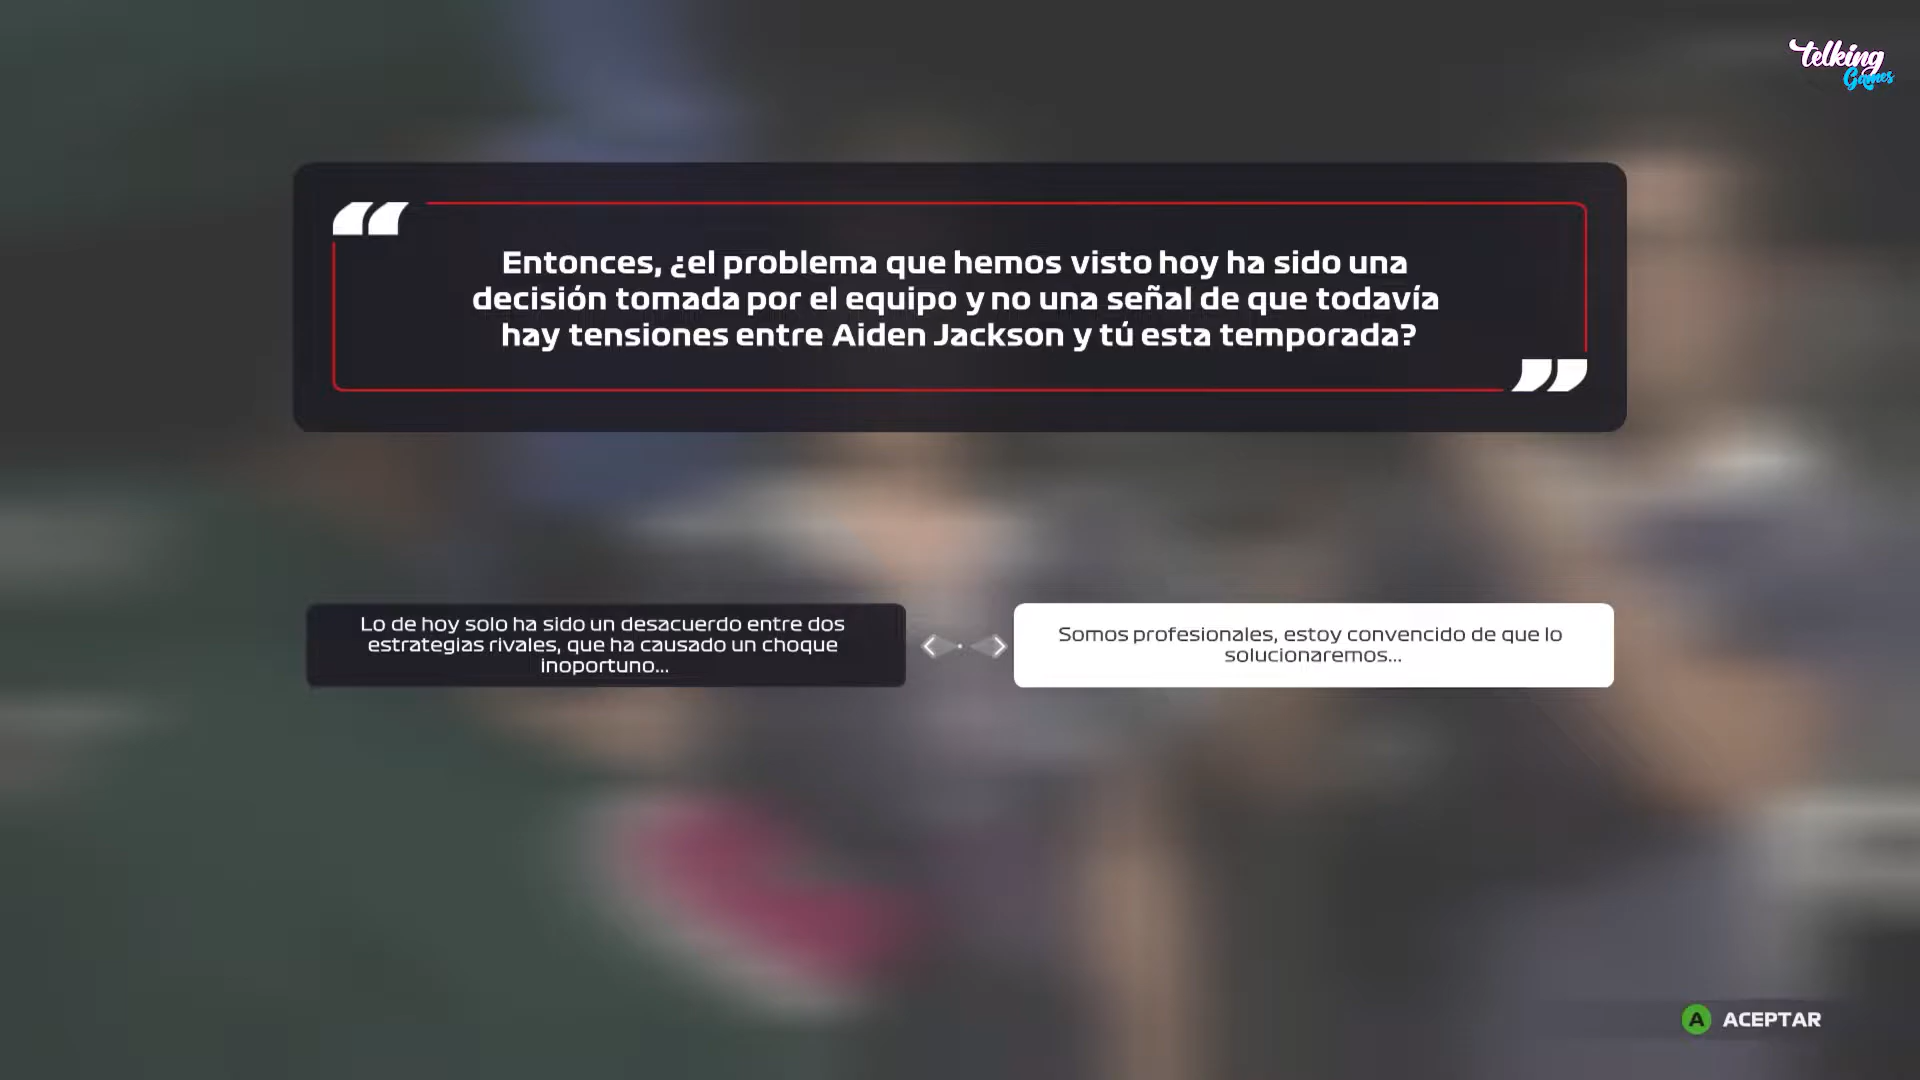 telking
Games
Entonces, ¿el problema que hemos visto hoy ha sido una
decisión tomada por el equipo y no una señal de que todavía
hay tensiones entre Aiden Jackson y tú esta temporada?
Lo de hoy solo ha sido un desacuerdo entre dos
estrategias rivales, que ha causado un choque
inoportuno...
Somos profesionales, estoy convencido de que lo
solucionaremos...
A ACEPTAR